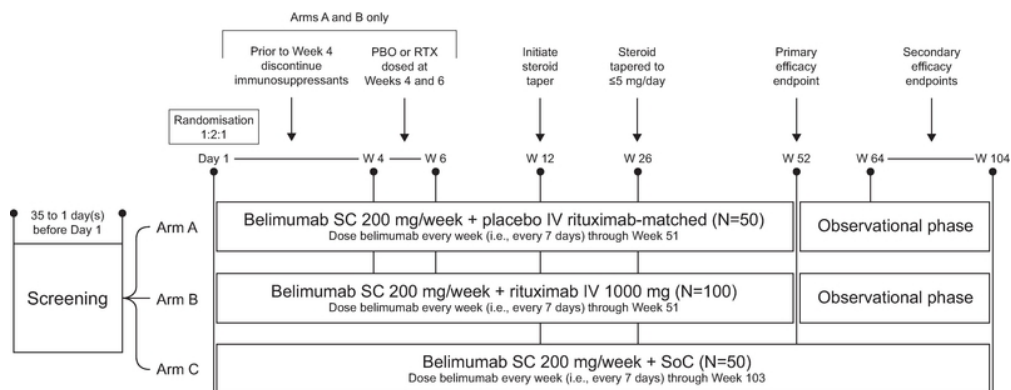 Arms A and B only
Prior to Week 4
discontinue
immunosuppressants
PBO or RTX
dosed at
Weeks 4 and 6
Initiate
steroid
taper
Steroid
tapered to
≤5 mg/day
Primary
efficacy
endpoint
Secondary
efficacy
endpoints
Randomisation
1:2:1
Day 1
W 4
W 6
W 12
W 26
W 52
W 64
W 104
35 to 1 day(s)
before Day 1
Screening
Arm A
Belimumab SC 200 mg/week + placebo IV rituximab-matched (N=50)
Dose belimumab every week (i.e., every 7 days) through Week 51
Observational phase
Arm B
Belimumab SC 200 mg/week + rituximab IV 1000 mg (N=100)
Dose belimumab every week (i.e., every 7 days) through Week 51
Observational phase
Arm C
Belimumab SC 200 mg/week + SoC (N=50)
Dose belimumab every week (i.e., every 7 days) through Week 103